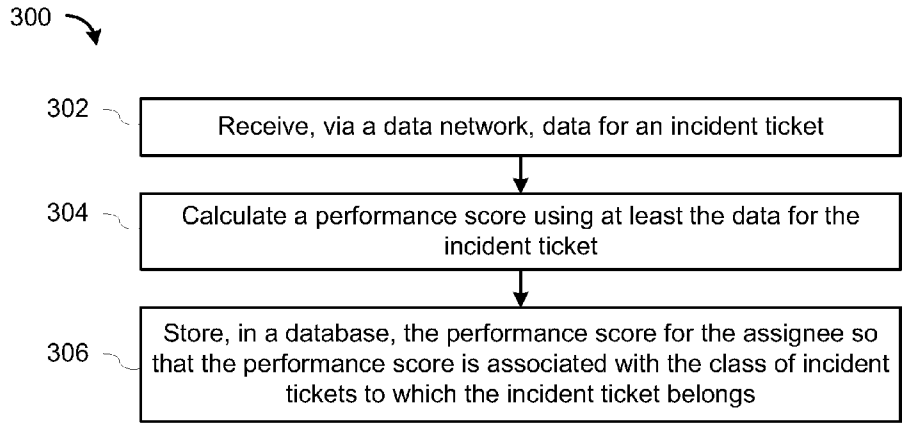 300
302
Receive, via a data network, data for an incident ticket
304
Calculate a performance score using at least the data for the
incident ticket
306
Store, in a database, the performance score for the assignee so
that the performance score is associated with the class of incident
tickets to which the incident ticket belongs